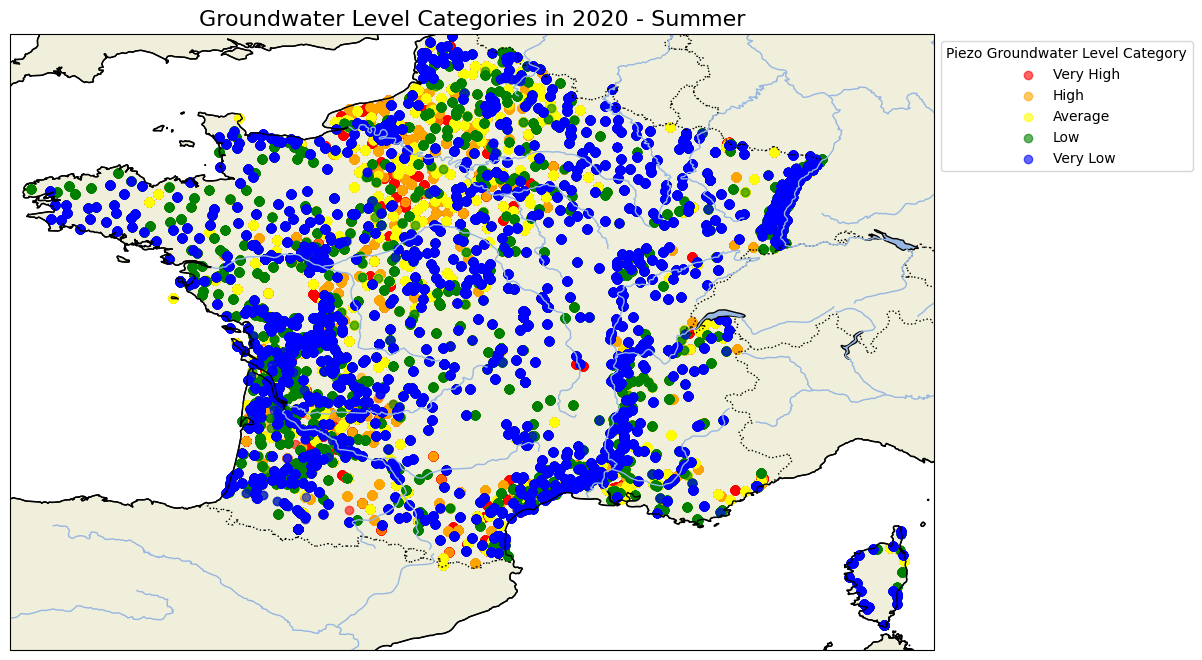 Groundwater Level Categories in 2020 - Summer
Piezo Groundwater Level Category
Very High
High
Average
Low
Very Low